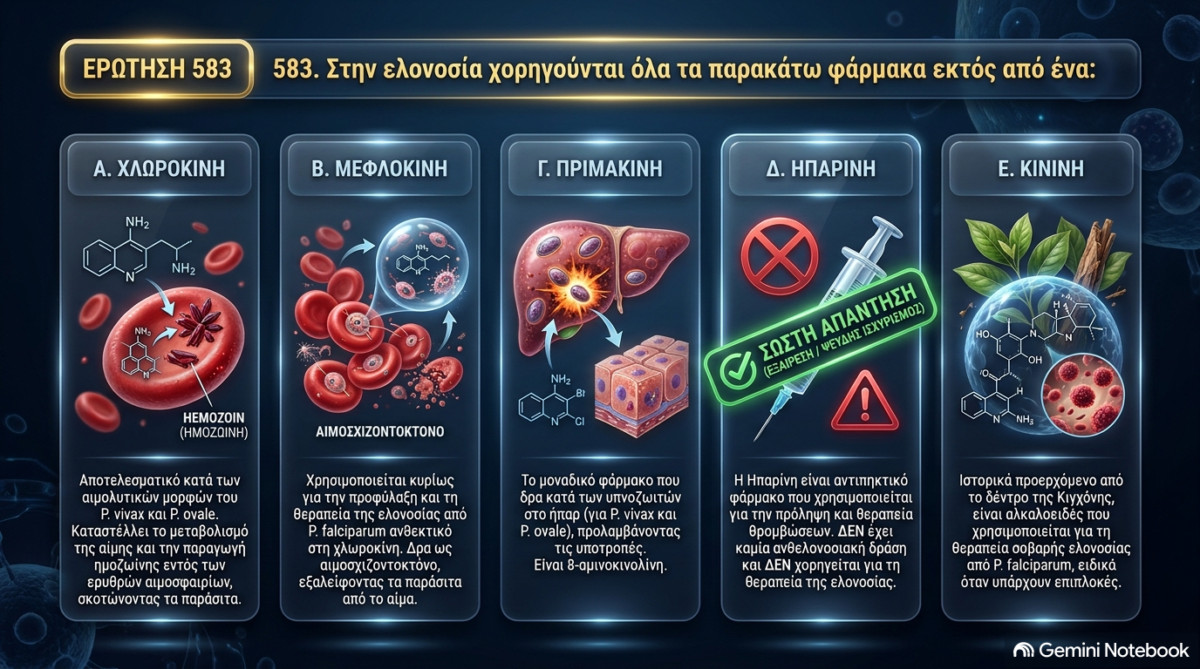 ΕΡΩΤΗΣΗ 583
583. Στην ελονοσία χορηγούνται όλα τα παρακάτω φάρμακα εκτός από ένα:
Α. ΧΛΩΡΟΚΙΝΗ
NH₂
NH₂
N
NH₂
N
HEMOZOIN
(ΗΜΟΖΩΙΝΗ)
Αποτελεσματικό κατά των
αιμολυτικών μορφών του
P. vivax και P. ovale.
Καταστέλλει το μεταβολισμό
της αίμης και την παραγωγή
ημοζωίνης εντός των
ερυθρών αιμοσφαιρίων,
σκοτώνοντας τα παράσιτα.
Β. ΜΕΦΛΟΚΙΝΗ
NH₂
N
ΑΙΜΟΣΧΙΖΟΝΤΟΚΤΟΝΟ
Χρησιμοποιείται κυρίως
για την προφύλαξη και τη
θεραπεία της ελονοσίας από
P. falciparum ανθεκτικό
στη χλωροκίνη. Δρα ως
αιμοσχιζοντοκτόνο,
εξαλείφοντας τα παράσιτα
από το αίμα.
Γ. ΠΡΙΜΑΚΙΝΗ
NH₂
Br
N
Cl
Το μοναδικό φάρμακο που
δρα κατά των υπνοζωιτών
στο ήπαρ (για P. vivax και
P. ovale), προλαμβάνοντας
τις υποτροπές.
Είναι 8-αμινοκινολίνη.
Δ. ΗΠΑΡΙΝΗ
ΣΩΣΤΗ ΑΠΑΝΤΗΣΗ
(ΕΞΑΙΡΕΣΗ / ΨΕΥΔΗΣ ΙΣΧΥΡΙΣΜΟΣ)
Η Ηπαρίνη είναι αντιπηκτικό
φάρμακο που χρησιμοποιείται
για την πρόληψη και θεραπεία
θρομβώσεων. ΔΕΝ έχει
καμία ανθελονοσιακή δράση
και ΔΕΝ χορηγείται για τη
θεραπεία της ελονοσίας.
Ε. ΚΙΝΙΝΗ
H
N
HO
OH
O
H
N
NH₂
Ιστορικά προερχόμενο από
το δέντρο της Κιγχόνης,
είναι αλκαλοειδές που
χρησιμοποιείται για τη
θεραπεία σοβαρής ελονοσίας
από P. falciparum, ειδικά
όταν υπάρχουν επιπλοκές.
Gemini Notebook